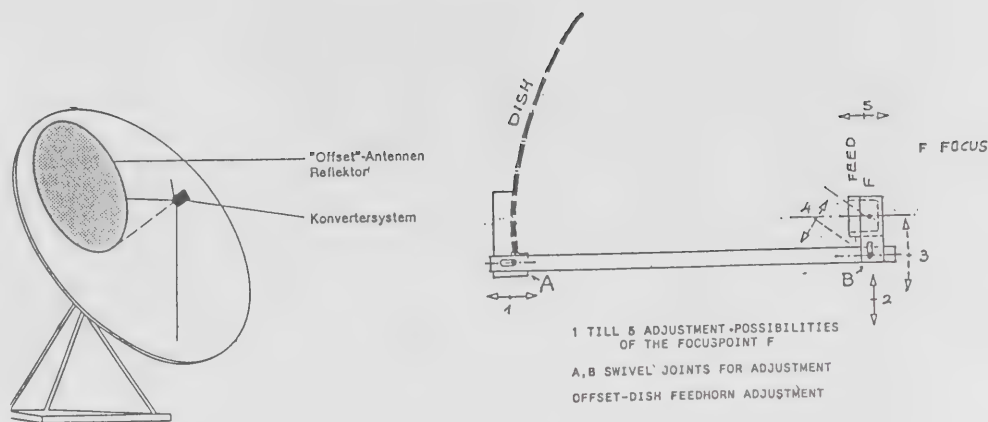 "Offset"-Antennen
Reflektor
Konvertersystem
DISH
A
1
4
FEED
F
5
B
3
2
F FOCUS
1 TILL 5 ADJUSTMENT-POSSIBILITIES
OF THE FOCUSPOINT F
A,B SWIVEL JOINTS FOR ADJUSTMENT
OFFSET-DISH FEEDHORN ADJUSTMENT